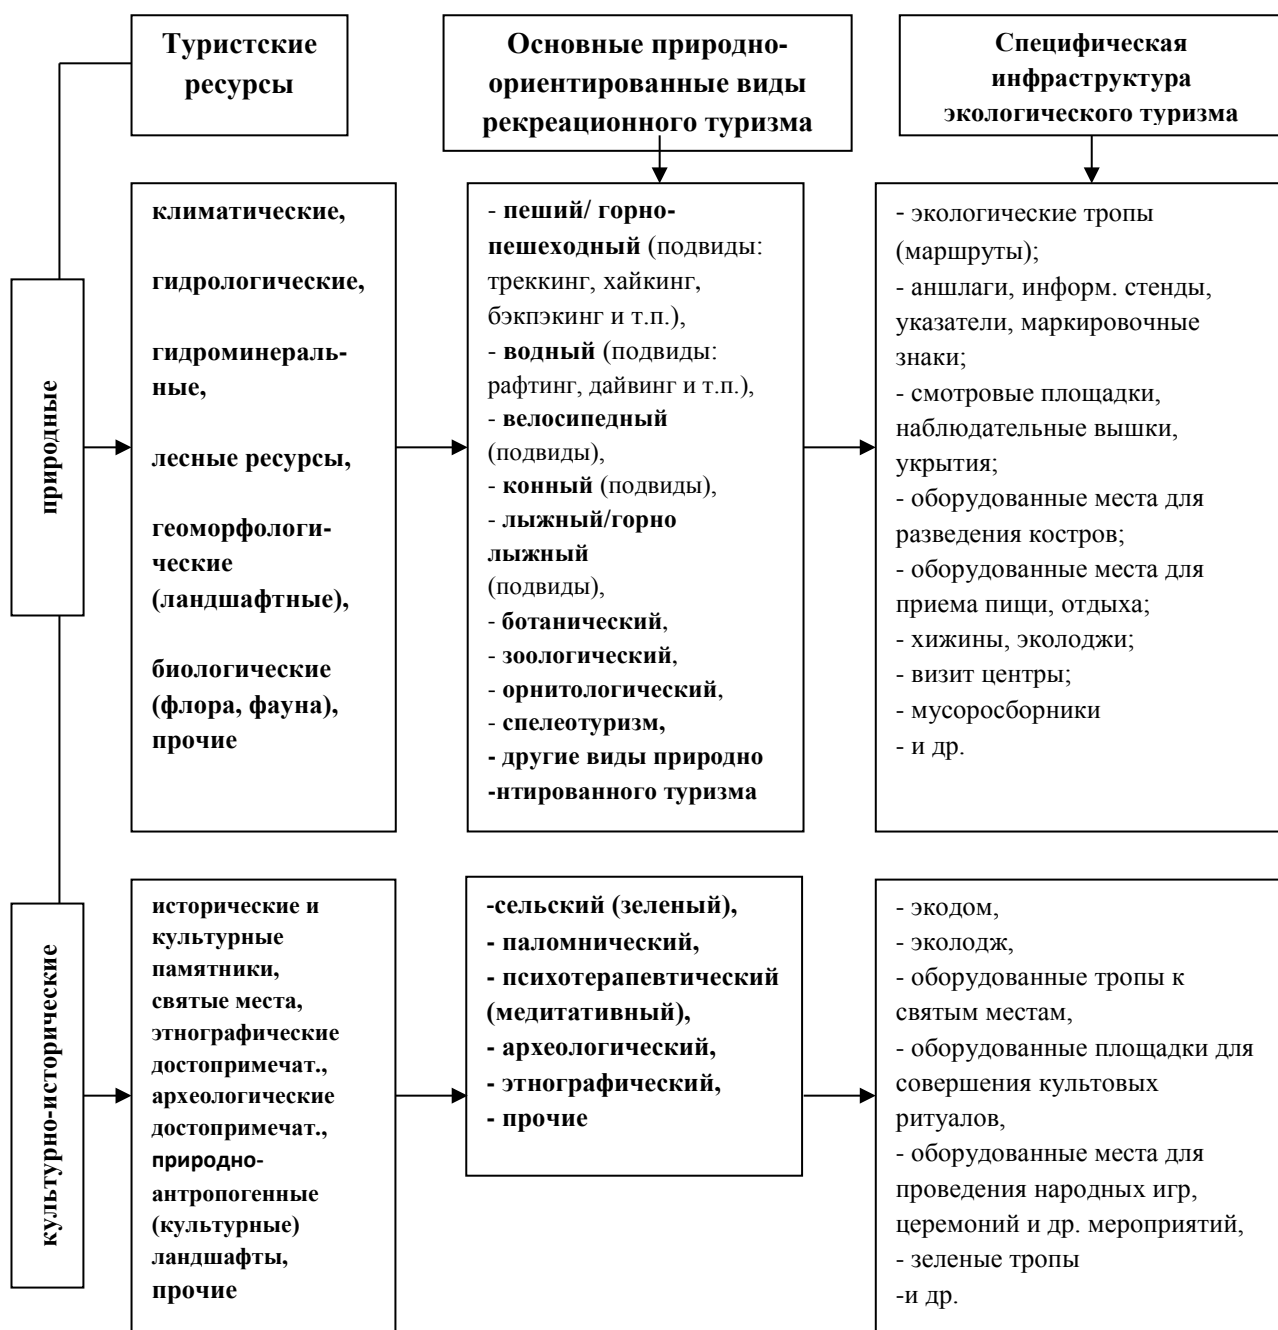 Туристские
ресурсы
Основные природно-
ориентированные виды
рекреационного туризма
Специфическая
инфраструктура
экологического туризма
природные
климатические,
гидрологические,
гидроминераль-
ные,
лесные ресурсы,
геоморфологи-
ческие
(ландшафтные),
биологические
(флора, фауна),
прочие
- пеший/ горно-
пешеходный (подвиды:
треккинг, хайкинг,
бэкпэкинг и т.п.),
- водный (подвиды:
рафтинг, дайвинг и т.п.),
- велосипедный
(подвиды),
- конный (подвиды),
- лыжный/горно
лыжный
(подвиды),
- ботанический,
- зоологический,
- орнитологический,
- спелеотуризм,
- другие виды природно
-нтированного туризма
- экологические тропы
(маршруты);
- аншлаги, информ. стенды,
указатели, маркировочные
знаки;
- смотровые площадки,
наблюдательные вышки,
укрытия;
- оборудованные места для
разведения костров;
- оборудованные места для
приема пищи, отдыха;
- хижины, эколоджи;
- визит центры;
- мусоросборники
- и др.
культурно-исторические
исторические и
культурные
памятники,
святые места,
этнографические
достопримечат.,
археологические
достопримечат.,
природно-
антропогенные
(культурные)
ландшафты,
прочие
-сельский (зеленый),
- паломнический,
- психотерапевтический
(медитативный),
- археологический,
- этнографический,
- прочие
- экодом,
- эколодж,
- оборудованные тропы к
святым местам,
- оборудованные площадки для
совершения культовых
ритуалов,
- оборудованные места для
проведения народных игр,
церемоний и др. мероприятий,
- зеленые тропы
-и др.